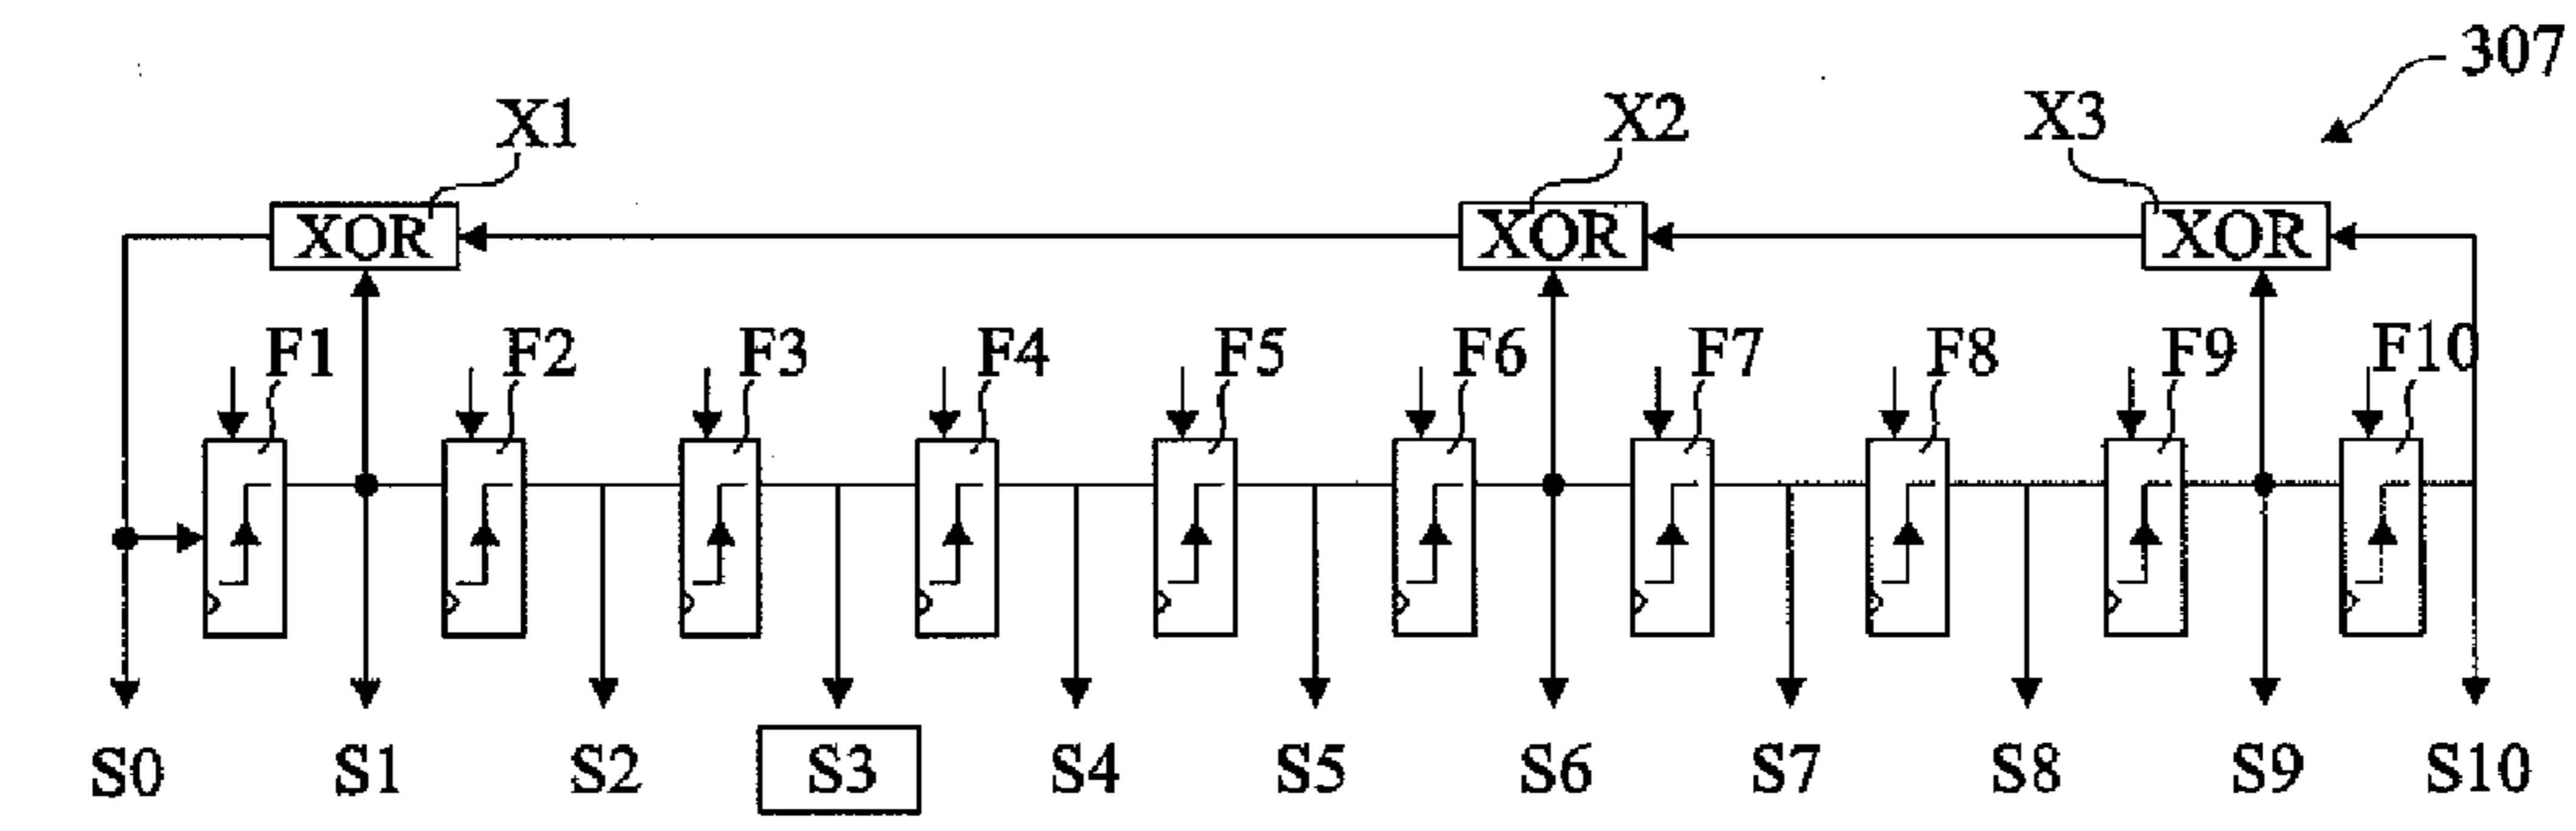 307
X1 X2 X3
XOR XOR XOR
F1 F2 F3 F4 F5 F6 F7 F8 F9 F10
S0 S1 S2 S3 S4 S5 S6 S7 S8 S9 S10